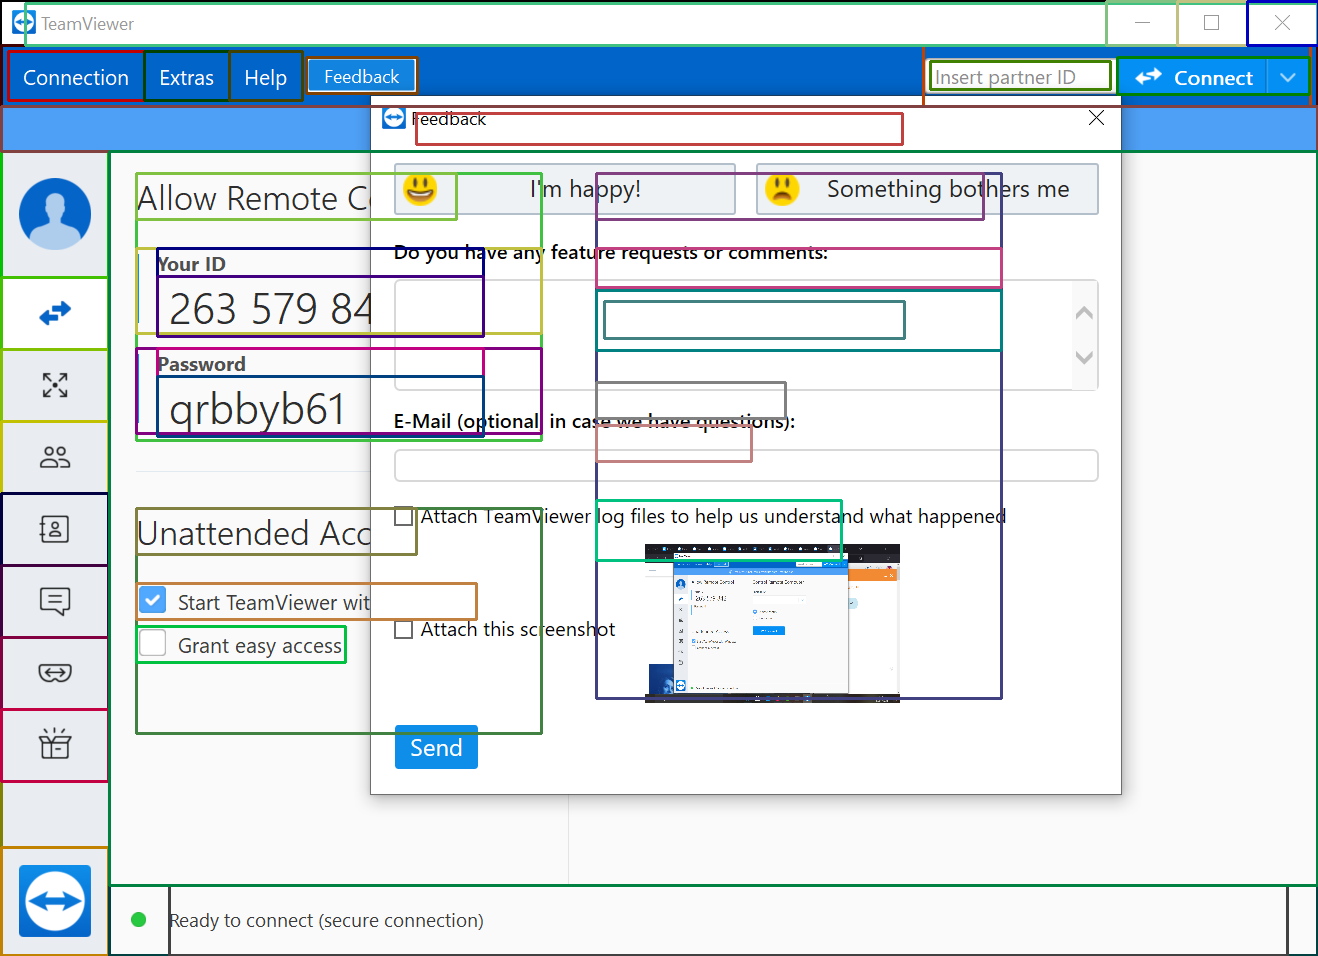 TeamViewer
Connection Extras Help Feedback Insert partner ID Connect
Feedback
I'm happy! Something bothers me
Allow Remote Co
Do you have any feature requests or comments:
Your ID
263 579 84
Password
qrbbyb61
E-Mail (optional, in case we have questions):
Attach TeamViewer log files to help us understand what happened
Unattended Acc
Start TeamViewer wit
Attach this screenshot
Grant easy access
Send
Ready to connect (secure connection)